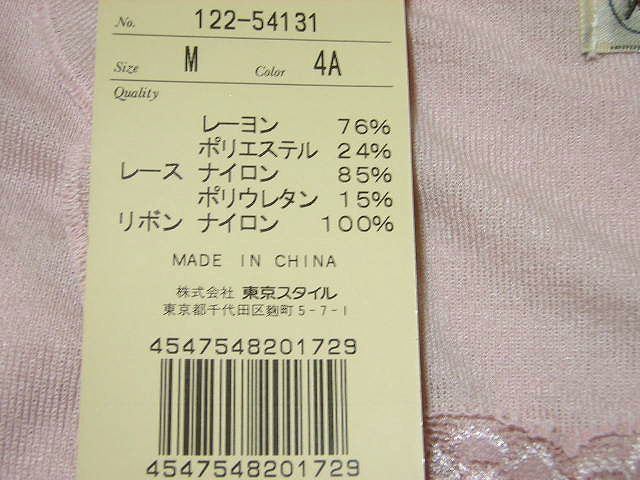 No. 122-54131
Size M Color 4A
Quality
レーヨン 76%
ポリエステル 24%
レース ナイロン 85%
ポリウレタン 15%
リボン ナイロン 100%
MADE IN CHINA
株式会社 東京スタイル
東京都千代田区麹町5-7-1
4547548201729
4547548201729